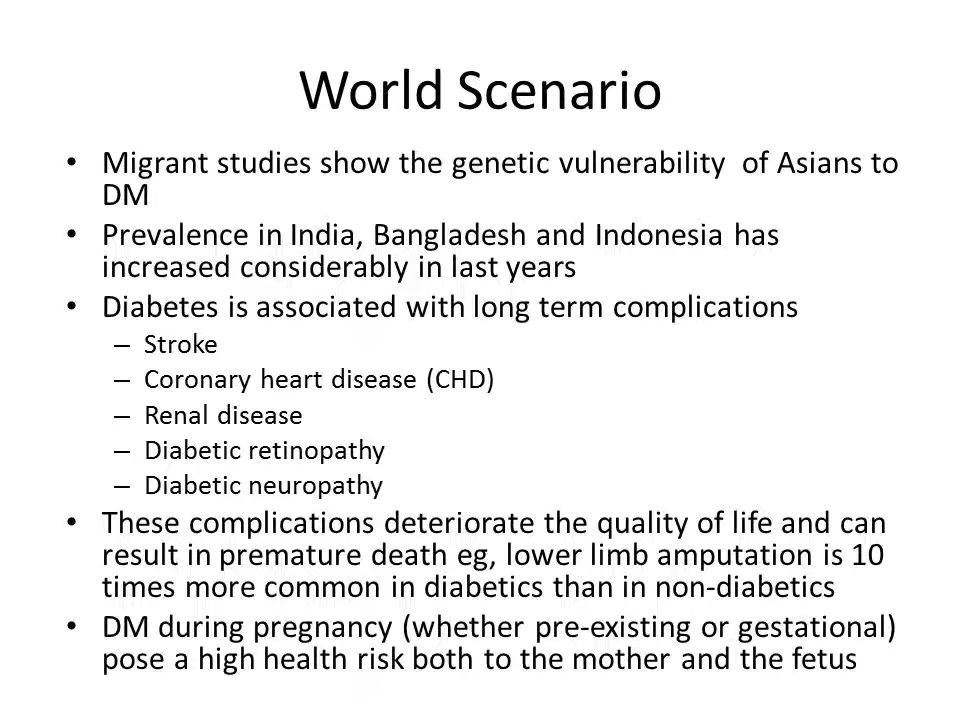 World Scenario
• Migrant studies show the genetic vulnerability of Asians to
DM
• Prevalence in India, Bangladesh and Indonesia has
increased considerably in last years
• Diabetes is associated with long term complications
– Stroke
– Coronary heart disease (CHD)
– Renal disease
– Diabetic retinopathy
– Diabetic neuropathy
• These complications deteriorate the quality of life and can
result in premature death eg, lower limb amputation is 10
times more common in diabetics than in non-diabetics
• DM during pregnancy (whether pre-existing or gestational)
pose a high health risk both to the mother and the fetus